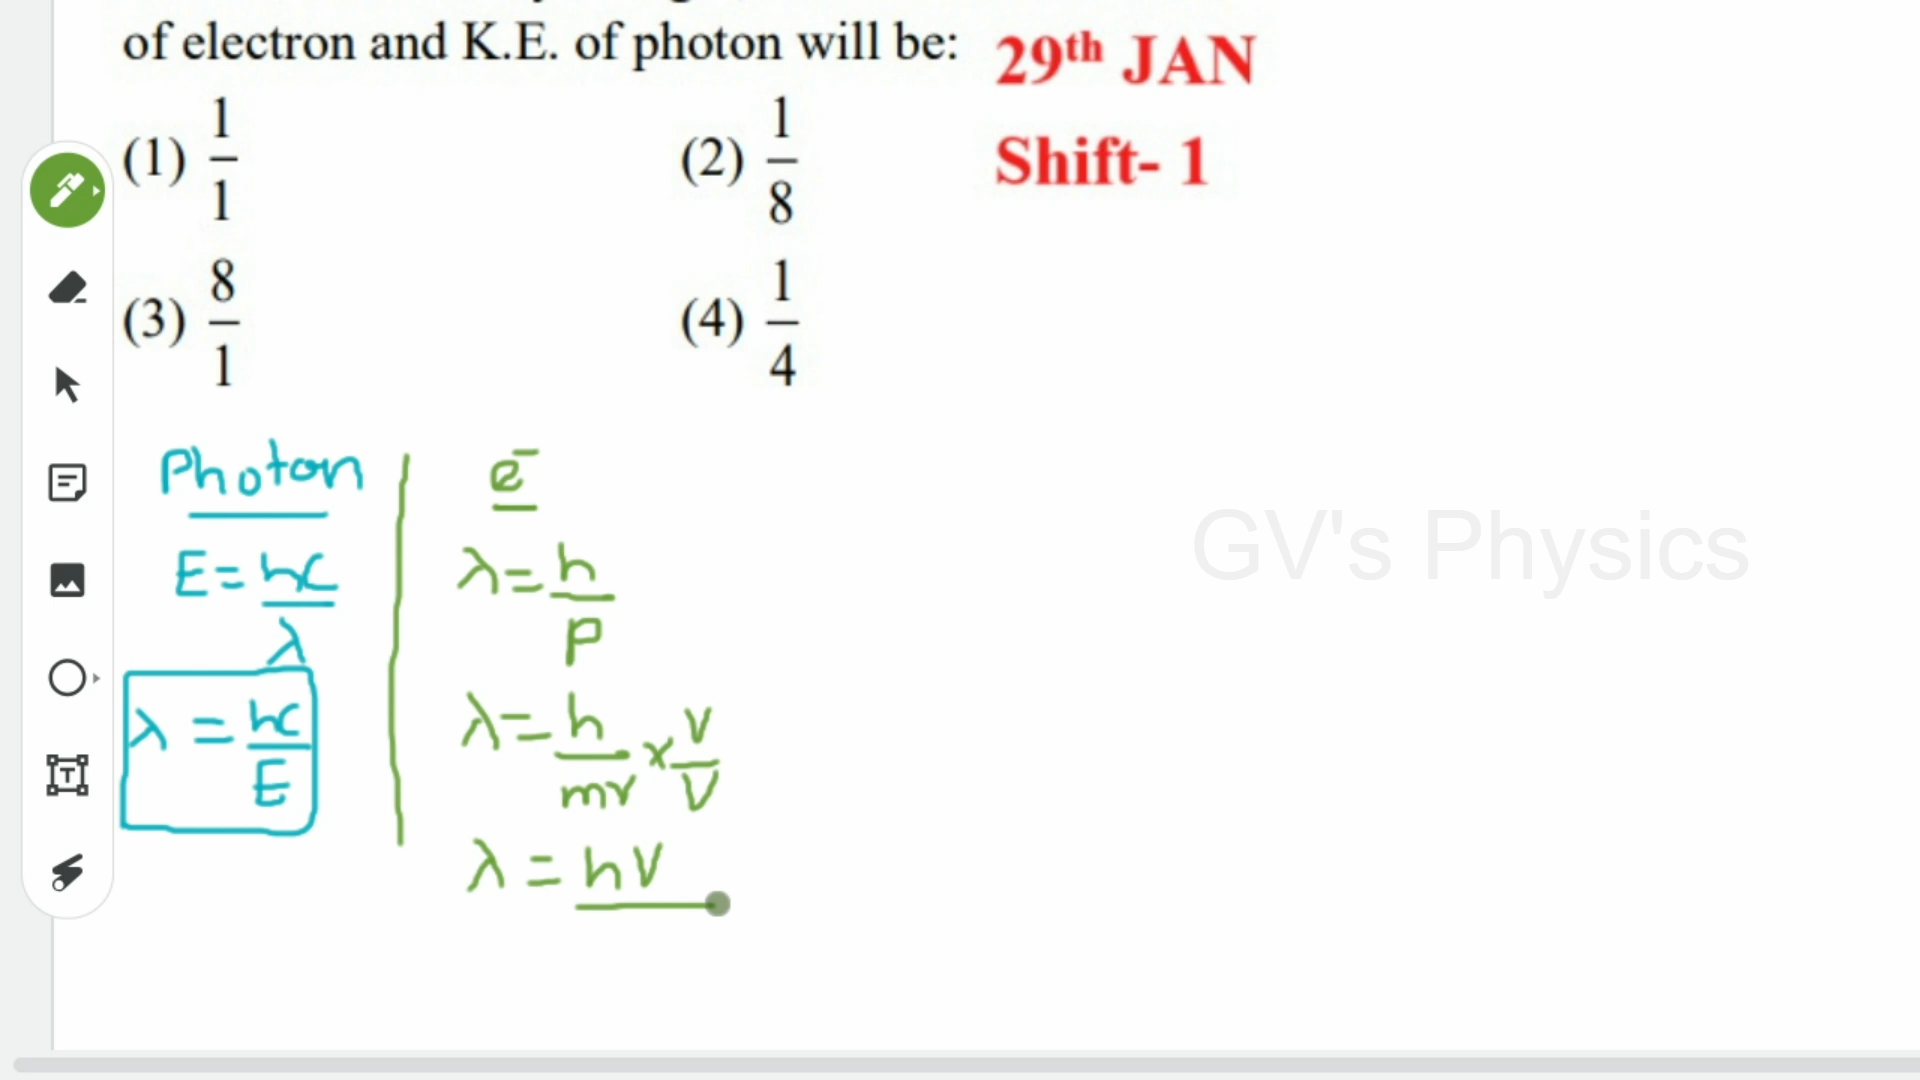 of electron and K.E. of photon will be:
29th JAN
Shift- 1
(1) 1/1
(2) 1/8
(3) 8/1
(4) 1/4
Photon
E = hc/λ
λ = hc/E
e⁻
λ = h/p
λ = h/mv × v/v
λ = hv
GV's Physics